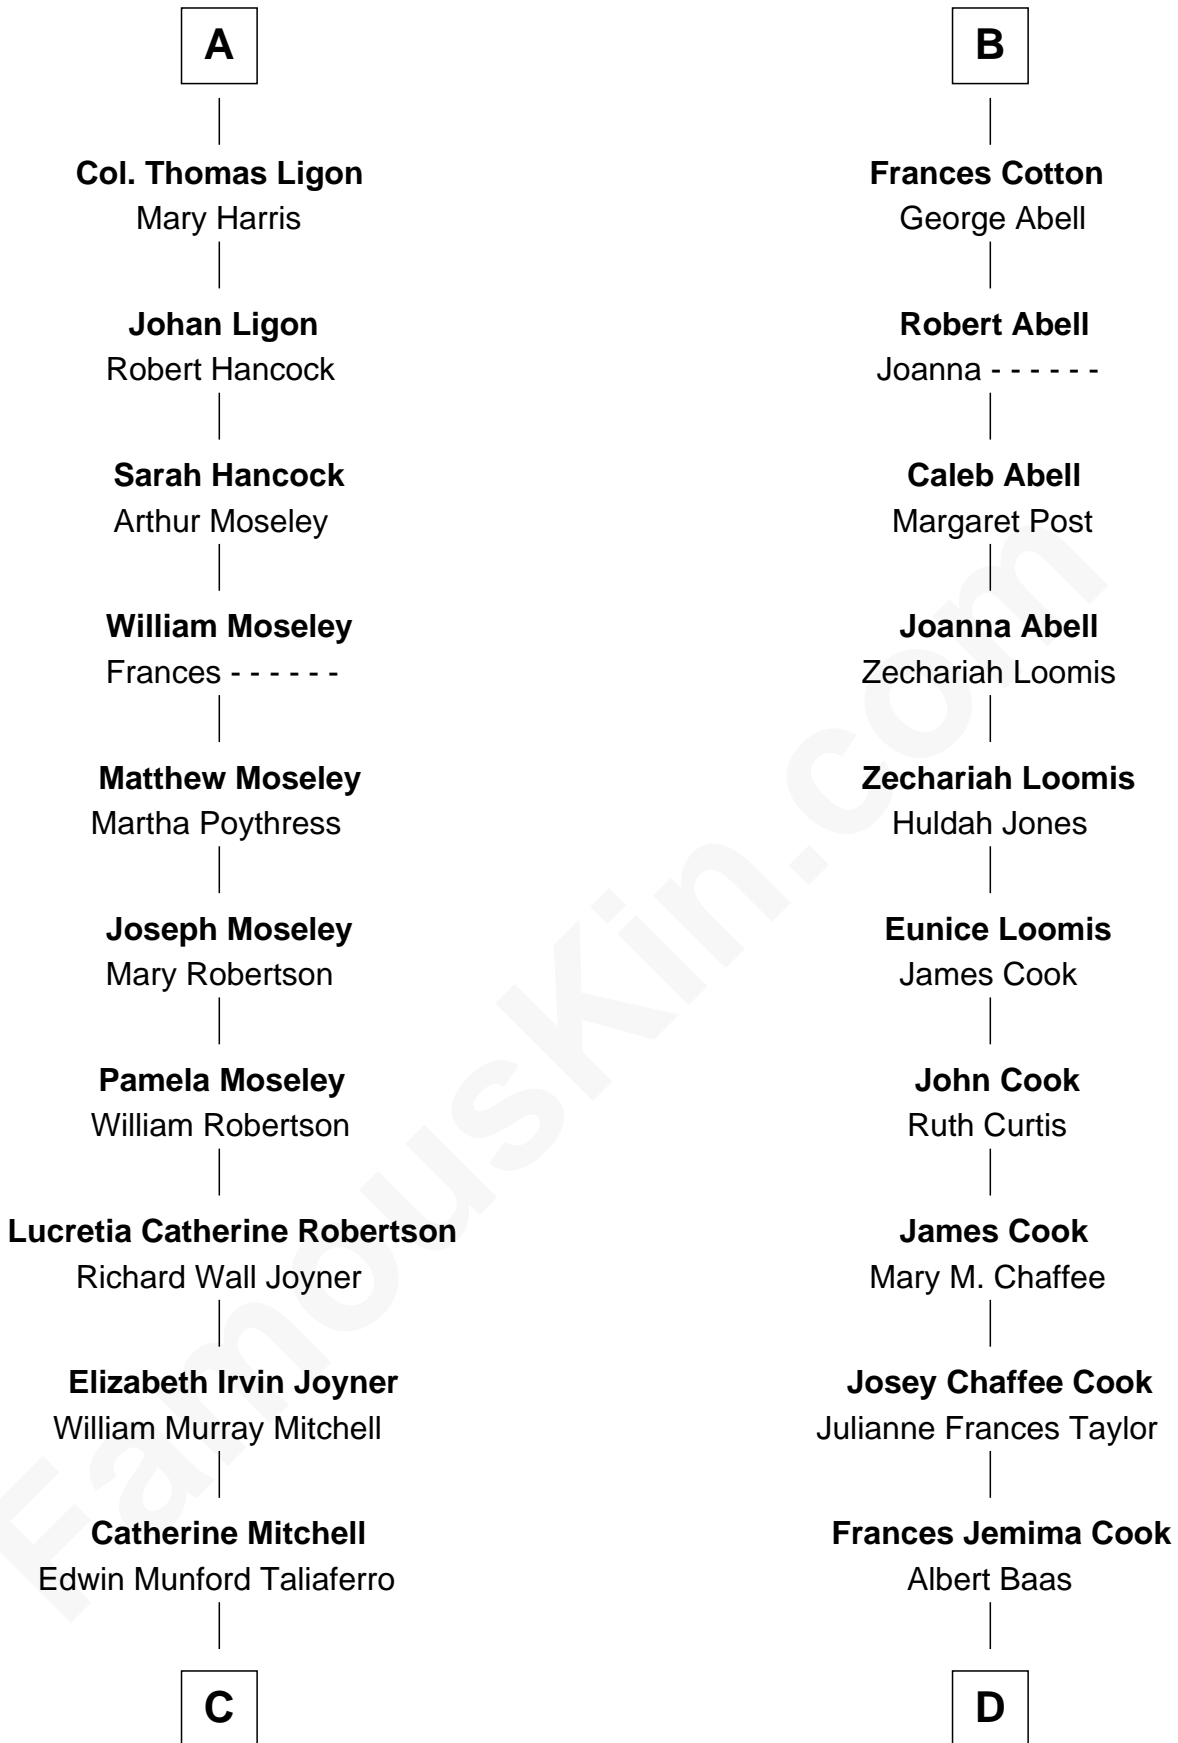 A
Col. Thomas Ligon
Mary Harris
Johan Ligon
Robert Hancock
Sarah Hancock
Arthur Moseley
William Moseley
Frances - - - - - -
Matthew Moseley
Martha Poythress
Joseph Moseley
Mary Robertson
Pamela Moseley
William Robertson
Lucretia Catherine Robertson
Richard Wall Joyner
Elizabeth Irvin Joyner
William Murray Mitchell
Catherine Mitchell
Edwin Munford Taliaferro
C
B
Frances Cotton
George Abell
Robert Abell
Joanna - - - - - -
Caleb Abell
Margaret Post
Joanna Abell
Zechariah Loomis
Zechariah Loomis
Huldah Jones
Eunice Loomis
James Cook
John Cook
Ruth Curtis
James Cook
Mary M. Chaffee
Josey Chaffee Cook
Julianne Frances Taylor
Frances Jemima Cook
Albert Baas
D
FamousKin.com